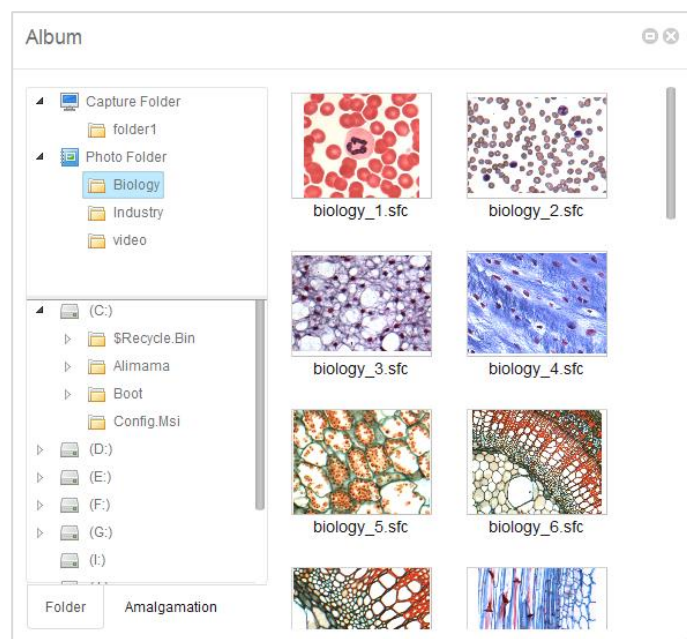 Album
Capture Folder
folder1
Photo Folder
Biology
Industry
video
(C:)
$Recycle.Bin
Alimama
Boot
Config.Msi
(D:)
(E:)
(F:)
(G:)
(I:)
Folder
Amalgamation
biology_1.sfc
biology_2.sfc
biology_3.sfc
biology_4.sfc
biology_5.sfc
biology_6.sfc